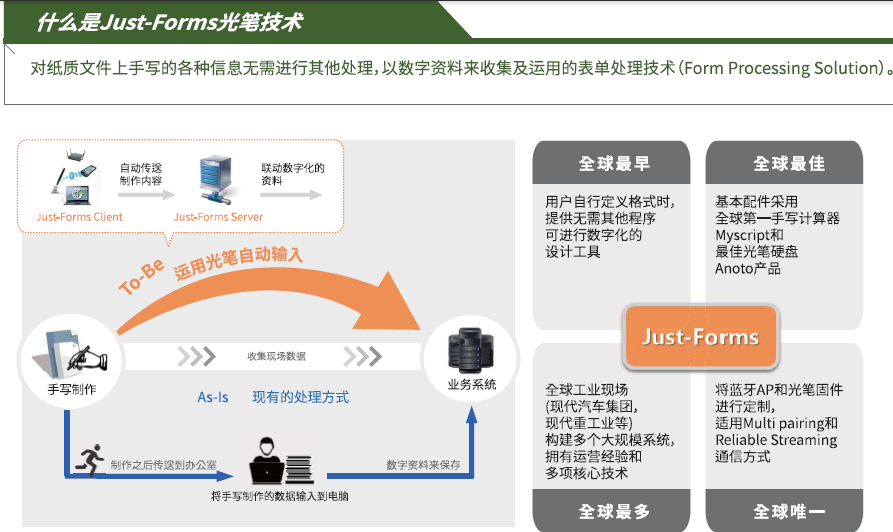 什么是Just-Forms光笔技术
对纸质文件上手写的各种信息无需进行其他处理，以数字资料来收集及运用的表单处理技术（Form Processing Solution）。
自动传送
制作内容
联动数字化的
资料
Just-Forms Client
Just-Forms Server
To-Be 运用光笔自动输入
手写制作
收集现场数据
业务系统
As-Is 现有的处理方式
制作之后传送到办公室
数字资料来保存
将手写制作的数据输入到电脑
全球最早
用户自行定义格式时，
提供无需其他程序
可进行数字化的
设计工具
全球最佳
基本配件采用
全球第一手写计算器
Myscript和
最佳光笔硬盘
Anoto产品
Just-Forms
全球工业现场
(现代汽车集团，
现代重工业等)
构建多个大规模系统，
拥有运营经验和
多项核心技术
全球最多
将蓝牙AP和光笔固件
进行定制，
适用Multi pairing和
Reliable Streaming
通信方式
全球唯一